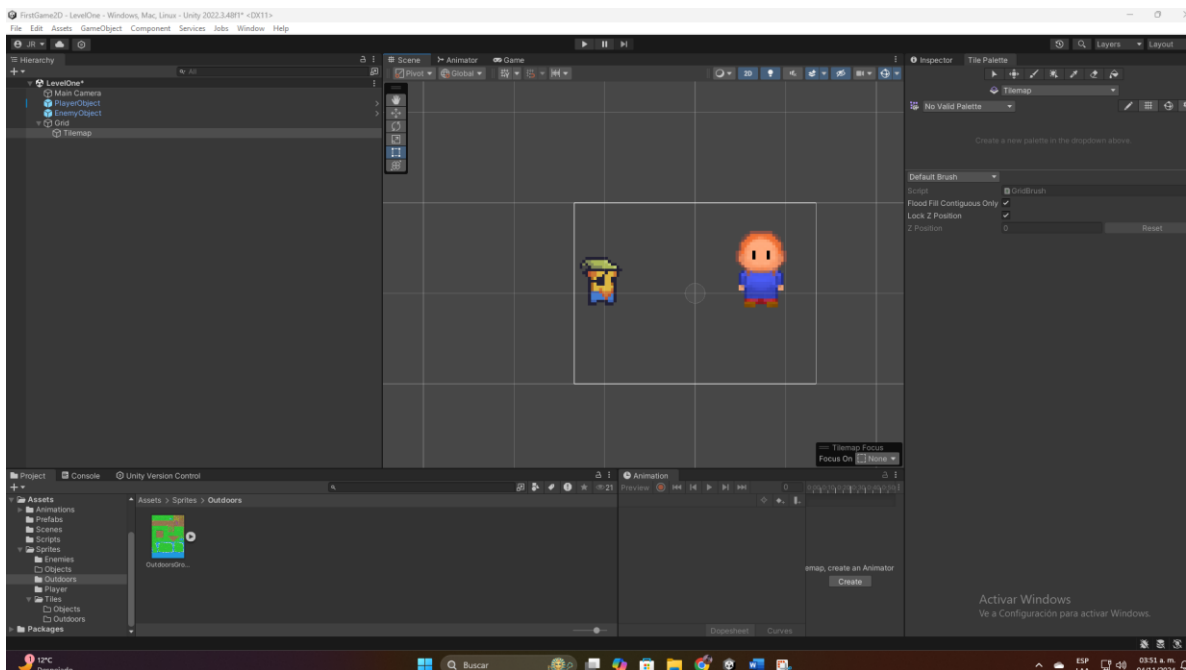 FirstGame2D - LevelOne - Windows, Mac, Linux - Unity 2022.3.48f1* <DX11>
File Edit Assets GameObject Component Services Jobs Window Help
JR Layers Layout
Hierarchy
All
LevelOne*
Main Camera
PlayerObject
EnemyObject
Grid
Tilemap
Scene Animator Game
Pivot Global 2D
Tilemap Focus
Focus On None
Inspector Tile Palette
Tilemap
No Valid Palette
Create a new palette in the dropdown above.
Default Brush
Script GridBrush
Flood Fill Contiguous Only
Lock Z Position
Z Position 0 Reset
Project Console Unity Version Control
21
Assets
Animations
Prefabs
Scenes
Scripts
Sprites
Enemies
Objects
Outdoors
Player
Tiles
Objects
Outdoors
Packages
Assets > Sprites > Outdoors
OutdoorsGro...
Animation
Preview 0
emap, create an Animator
Create
Dopesheet Curves
Activar Windows
Ve a Configuración para activar Windows.
1
12°C
Buscar
ESP
03:51 a. m.